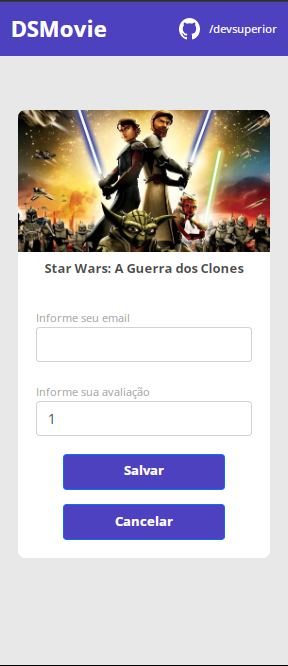 DSMovie
/devsuperior
Star Wars: A Guerra dos Clones
Informe seu email
Informe sua avaliação
1
Salvar
Cancelar